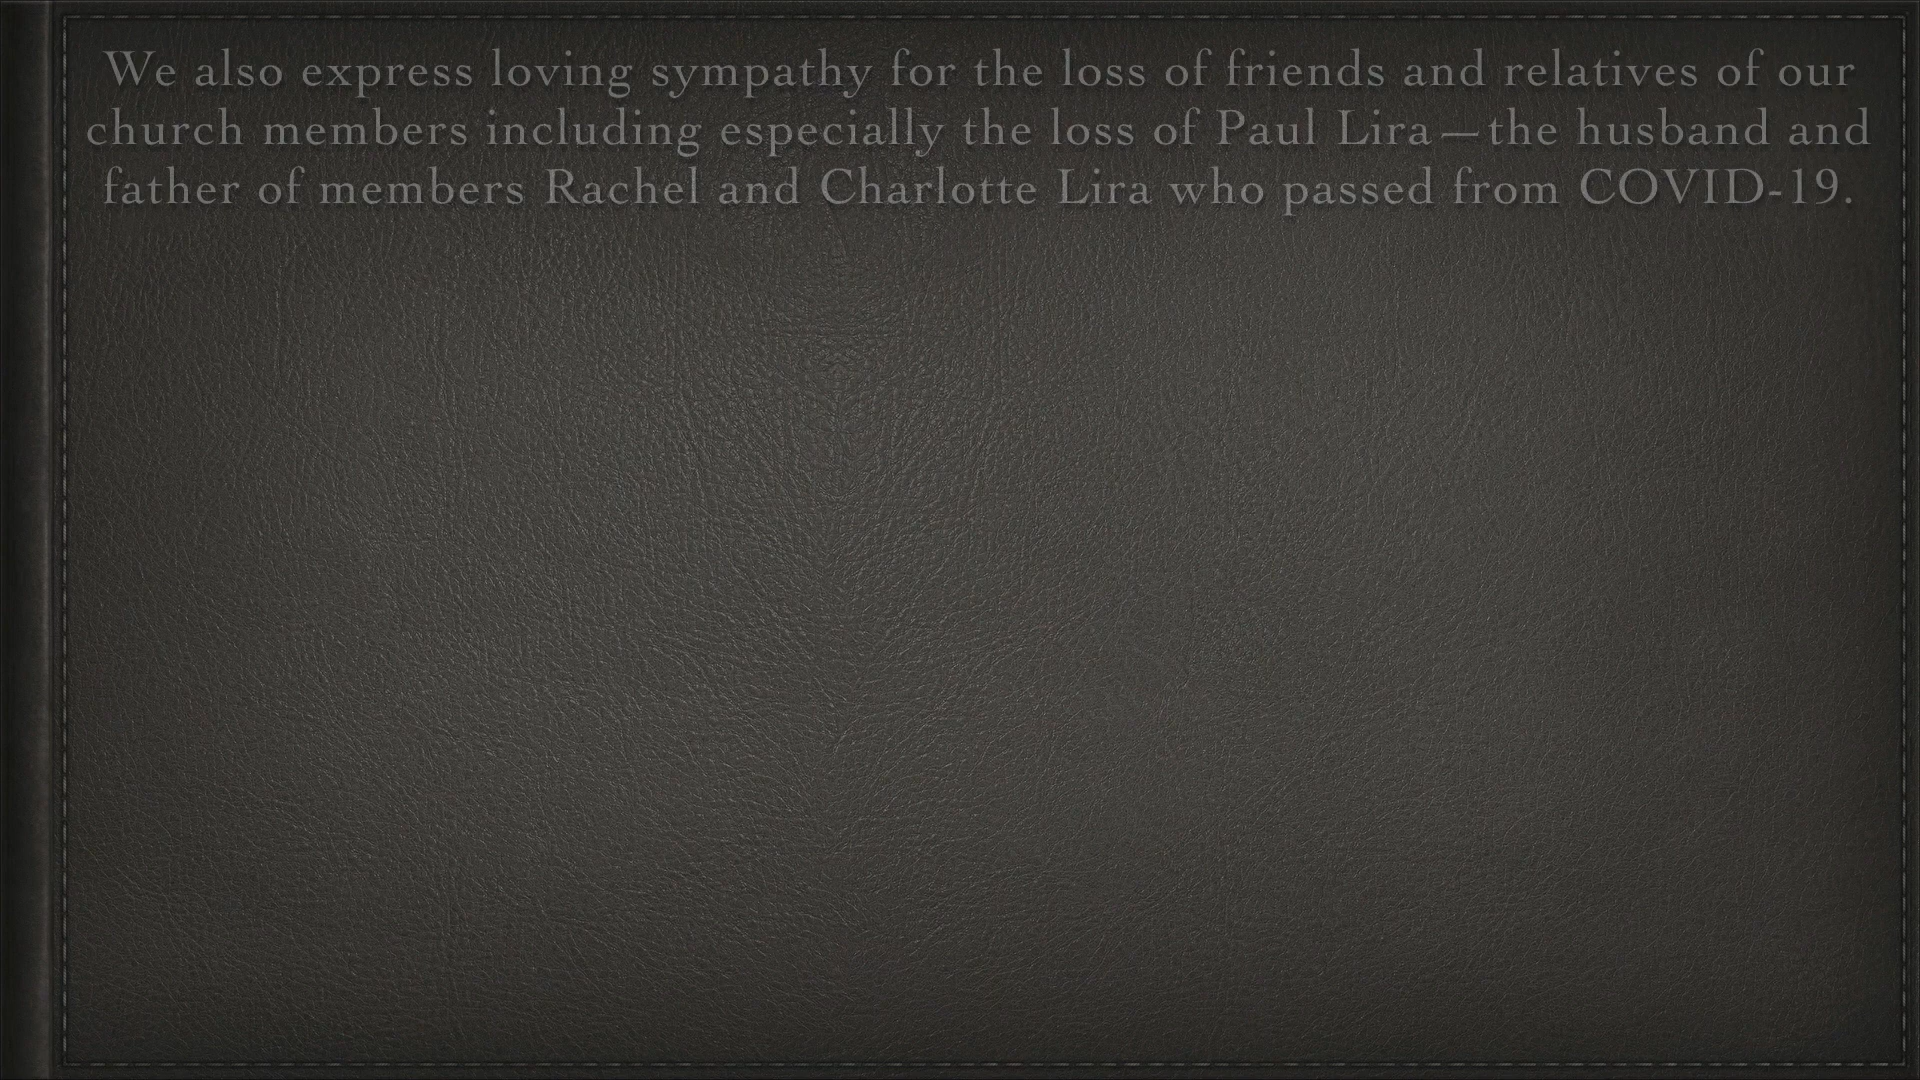 We also express loving sympathy for the loss of friends and relatives of our
church members including especially the loss of Paul Lira—the husband and
father of members Rachel and Charlotte Lira who passed from COVID-19.